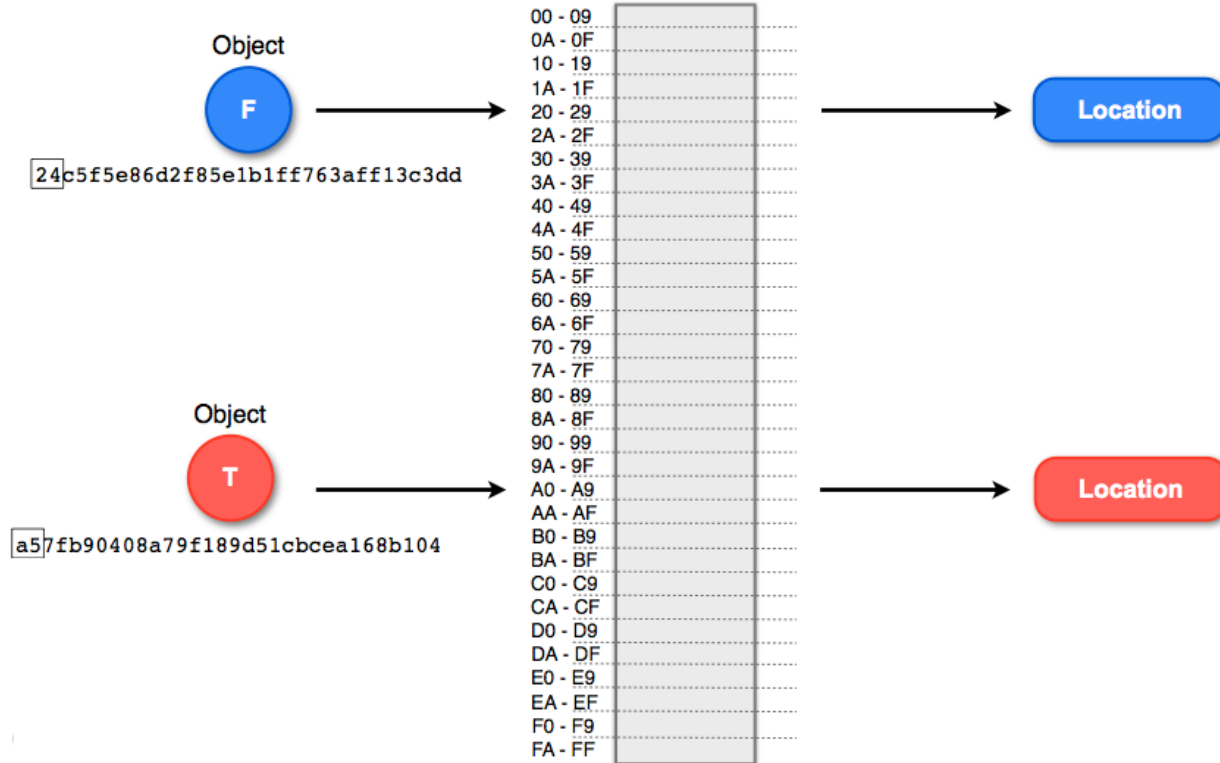 Object
F
24c5f5e86d2f85e1b1ff763aff13c3dd
Object
T
a57fb90408a79f189d51cbcea168b104
00 - 09
0A - 0F
10 - 19
1A - 1F
20 - 29
2A - 2F
30 - 39
3A - 3F
40 - 49
4A - 4F
50 - 59
5A - 5F
60 - 69
6A - 6F
70 - 79
7A - 7F
80 - 89
8A - 8F
90 - 99
9A - 9F
A0 - A9
AA - AF
B0 - B9
BA - BF
C0 - C9
CA - CF
D0 - D9
DA - DF
E0 - E9
EA - EF
F0 - F9
FA - FF
Location
Location